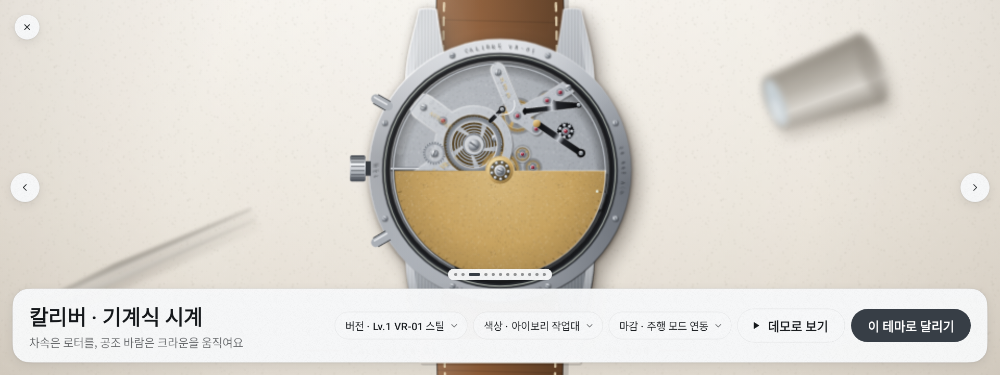 CALIBER VR-01
칼리버 · 기계식 시계
차속은 로터를, 공조 바람은 크라운을 움직여요
버전 · Lv.1 VR-01 스틸
색상 · 아이보리 작업대
마감 · 주행 모드 연동
데모로 보기
이 테마로 달리기